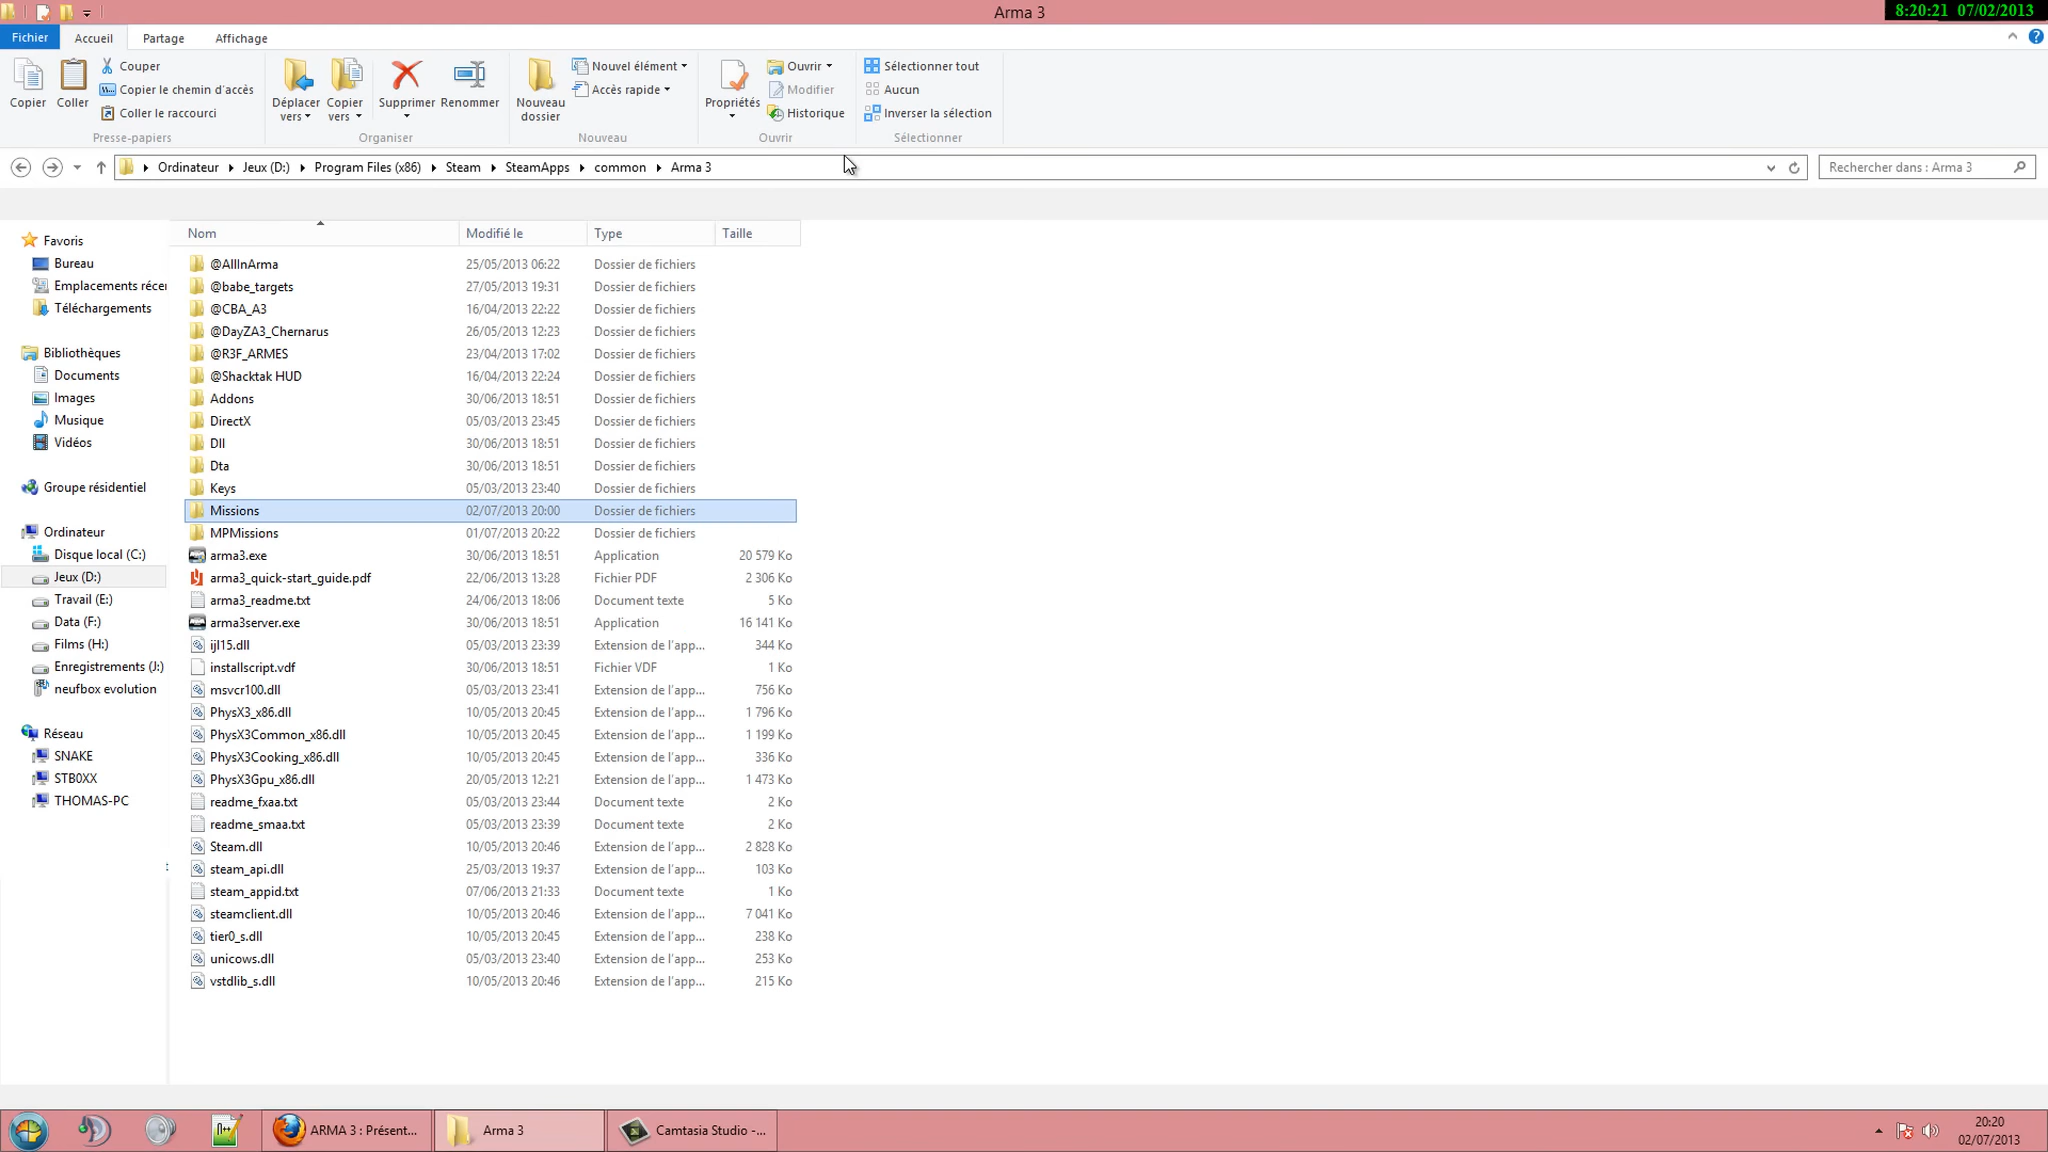 Arma 3
8:20:21 07/02/2013
Fichier Accueil Partage Affichage
Copier
Coller
Couper
Copier le chemin d'accès
Coller le raccourci
Presse-papiers
Déplacer vers
Copier vers
Supprimer
Renommer
Organiser
Nouveau dossier
Nouvel élément
Accès rapide
Nouveau
Propriétés
Ouvrir
Modifier
Historique
Ouvrir
Sélectionner tout
Aucun
Inverser la sélection
Sélectionner
Ordinateur Jeux (D:) Program Files (x86) Steam SteamApps common Arma 3
Rechercher dans : Arma 3
Favoris
Bureau
Emplacements récer
Téléchargements
Bibliothèques
Documents
Images
Musique
Vidéos
Groupe résidentiel
Ordinateur
Disque local (C:)
Jeux (D:)
Travail (E:)
Data (F:)
Films (H:)
Enregistrements (J:)
neufbox evolution
Réseau
SNAKE
STB0XX
THOMAS-PC
Nom Modifié le Type Taille
@AllInArma 25/05/2013 06:22 Dossier de fichiers
@babe_targets 27/05/2013 19:31 Dossier de fichiers
@CBA_A3 16/04/2013 22:22 Dossier de fichiers
@DayZA3_Chernarus 26/05/2013 12:23 Dossier de fichiers
@R3F_ARMES 23/04/2013 17:02 Dossier de fichiers
@Shacktak HUD 16/04/2013 22:24 Dossier de fichiers
Addons 30/06/2013 18:51 Dossier de fichiers
DirectX 05/03/2013 23:45 Dossier de fichiers
Dll 30/06/2013 18:51 Dossier de fichiers
Dta 30/06/2013 18:51 Dossier de fichiers
Keys 05/03/2013 23:40 Dossier de fichiers
Missions 02/07/2013 20:00 Dossier de fichiers
MPMissions 01/07/2013 20:22 Dossier de fichiers
arma3.exe 30/06/2013 18:51 Application 20 579 Ko
arma3_quick-start_guide.pdf 22/06/2013 13:28 Fichier PDF 2 306 Ko
arma3_readme.txt 24/06/2013 18:06 Document texte 5 Ko
arma3server.exe 30/06/2013 18:51 Application 16 141 Ko
ijl15.dll 05/03/2013 23:39 Extension de l'app... 344 Ko
installscript.vdf 30/06/2013 18:51 Fichier VDF 1 Ko
msvcr100.dll 05/03/2013 23:41 Extension de l'app... 756 Ko
PhysX3_x86.dll 10/05/2013 20:45 Extension de l'app... 1 796 Ko
PhysX3Common_x86.dll 10/05/2013 20:45 Extension de l'app... 1 199 Ko
PhysX3Cooking_x86.dll 10/05/2013 20:45 Extension de l'app... 336 Ko
PhysX3Gpu_x86.dll 20/05/2013 12:21 Extension de l'app... 1 473 Ko
readme_fxaa.txt 05/03/2013 23:44 Document texte 2 Ko
readme_smaa.txt 05/03/2013 23:39 Document texte 2 Ko
Steam.dll 10/05/2013 20:46 Extension de l'app... 2 828 Ko
steam_api.dll 25/03/2013 19:37 Extension de l'app... 103 Ko
steam_appid.txt 07/06/2013 21:33 Document texte 1 Ko
steamclient.dll 10/05/2013 20:46 Extension de l'app... 7 041 Ko
tier0_s.dll 10/05/2013 20:45 Extension de l'app... 238 Ko
unicows.dll 05/03/2013 23:40 Extension de l'app... 253 Ko
vstdlib_s.dll 10/05/2013 20:46 Extension de l'app... 215 Ko
ARMA 3 : Présent...
Arma 3
Camtasia Studio -...
20:20
02/07/2013